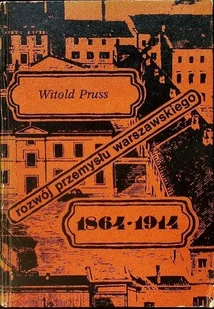 Witold Pruss
rozwój przemysłu warszawskiego
1864-1914